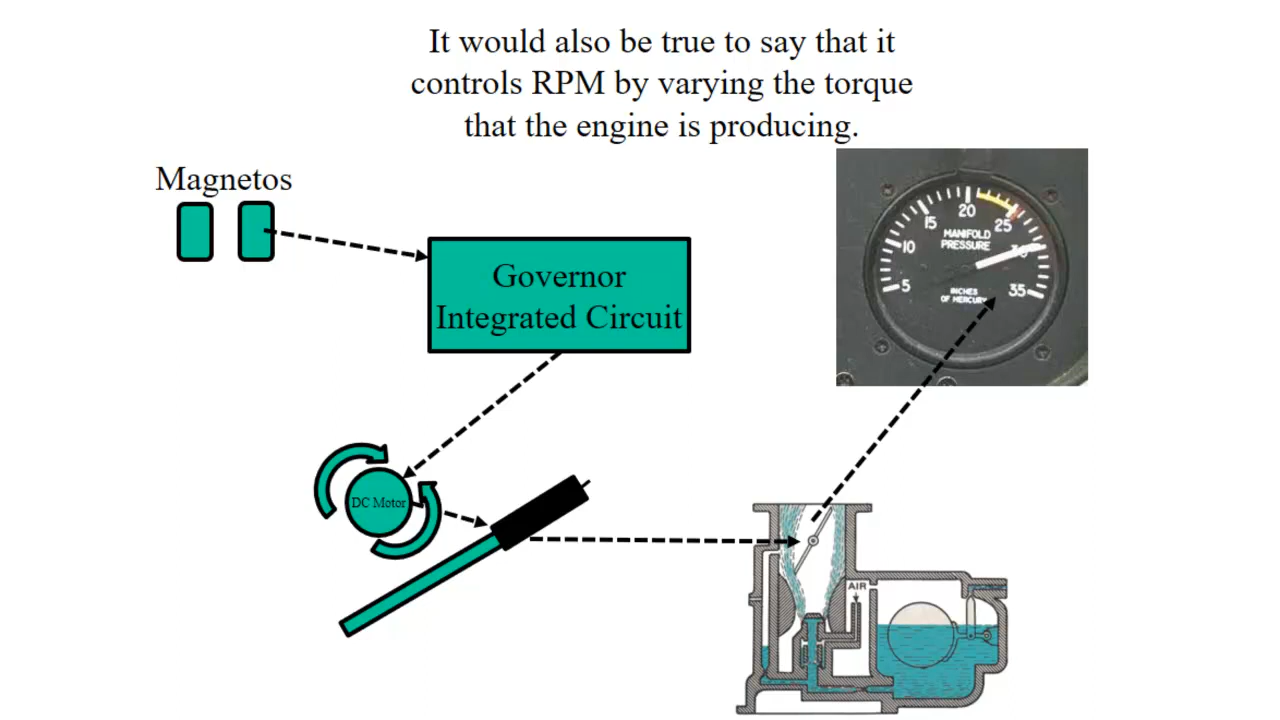 It would also be true to say that it
controls RPM by varying the torque
that the engine is producing.
Magnetos
Governor
Integrated Circuit
20
15
25
10
MANIFOLD
PRESSURE
30
5
INCHES
OF MERCURY
35
DC Motor
AIR